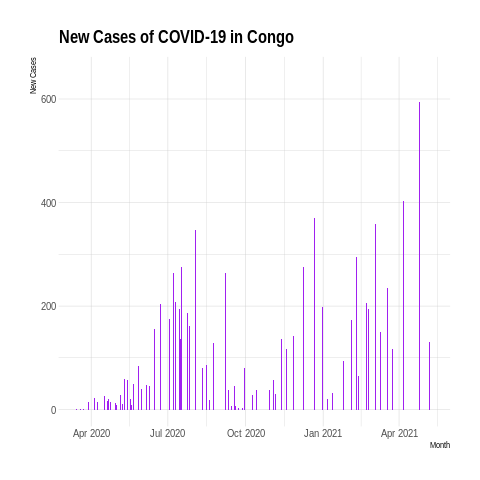 New Cases of COVID-19 in Congo
New Cases
600
400
200
0
Apr 2020
Jul 2020
Oct 2020
Jan 2021
Apr 2021
Month